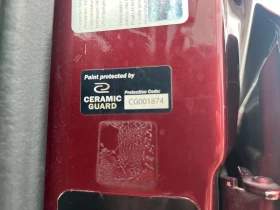 Paint protected by
Protection Code:
CERAMIC
GUARD
CG001874